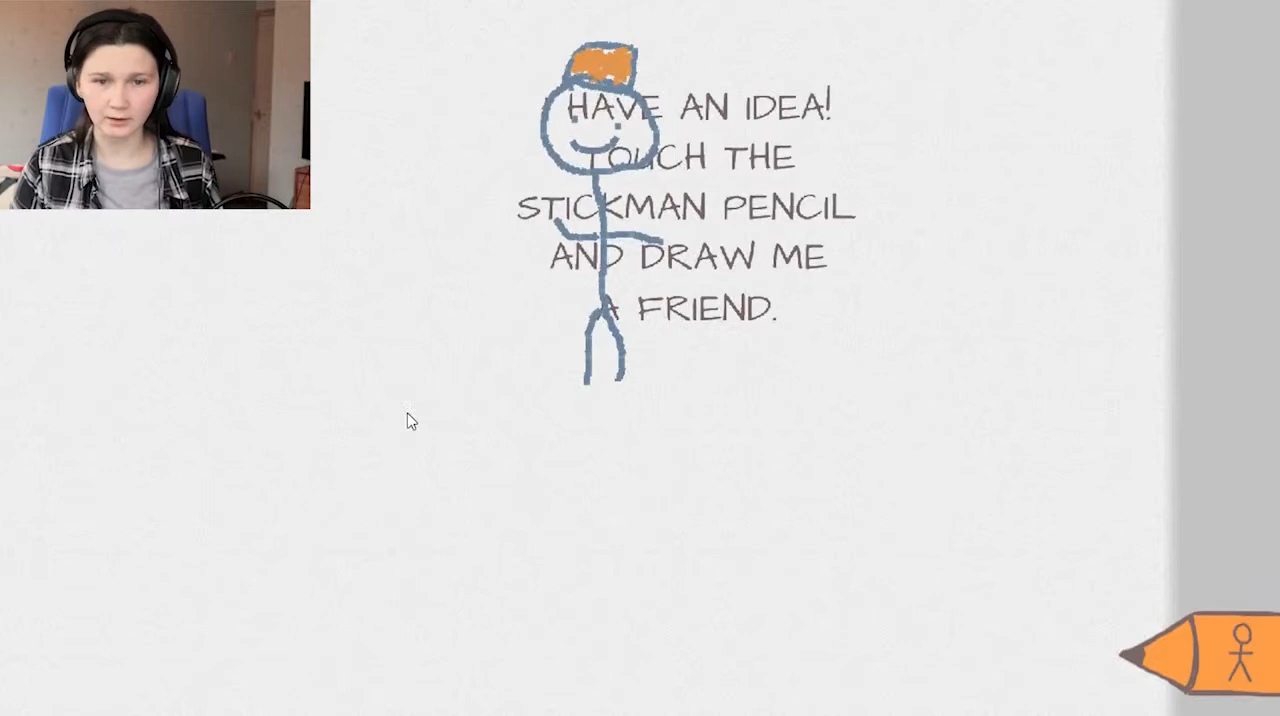 HAVE AN IDEA!
TOUCH THE
STICKMAN PENCIL
AND DRAW ME
A FRIEND.